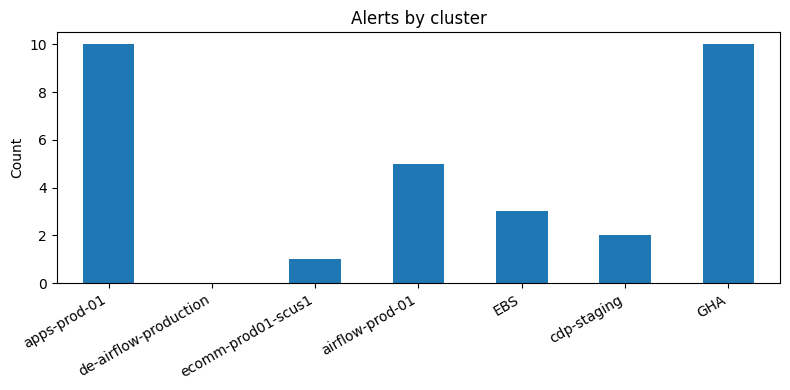 Alerts by cluster
Count
10
8
6
4
2
0
apps-prod-01
de-airflow-production
ecomm-prod01-scus1
airflow-prod-01
EBS
cdp-staging
GHA